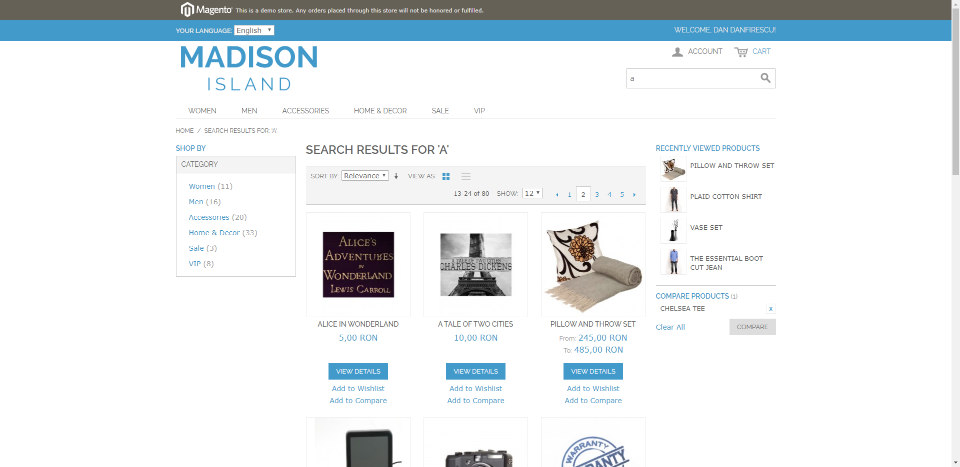 Magento This is a demo store. Any orders placed through this store will not be honored or fulfilled.
YOUR LANGUAGE: English
WELCOME, DAN DANFIRESCU!
MADISON
ISLAND
ACCOUNT CART
a
WOMEN MEN ACCESSORIES HOME & DECOR SALE VIP
HOME / SEARCH RESULTS FOR: 'A'
SHOP BY
CATEGORY
Women (11)
Men (16)
Accessories (20)
Home & Decor (33)
Sale (3)
VIP (8)
SEARCH RESULTS FOR 'A'
SORT BY Relevance VIEW AS
13-24 of 80 SHOW: 12 1 2 3 4 5
ALICE'S
ADVENTURES
IN
WONDERLAND
LEWIS CARROLL
A TALE OF TWO CITIES
CHARLES DICKENS
ALICE IN WONDERLAND
5,00 RON
VIEW DETAILS
Add to Wishlist
Add to Compare
A TALE OF TWO CITIES
10,00 RON
VIEW DETAILS
Add to Wishlist
Add to Compare
PILLOW AND THROW SET
From: 245,00 RON
To: 485,00 RON
VIEW DETAILS
Add to Wishlist
Add to Compare
WARRANTY
WARRANTY
RECENTLY VIEWED PRODUCTS
PILLOW AND THROW SET
PLAID COTTON SHIRT
VASE SET
THE ESSENTIAL BOOT
CUT JEAN
COMPARE PRODUCTS (1)
CHELSEA TEE x
Clear All COMPARE